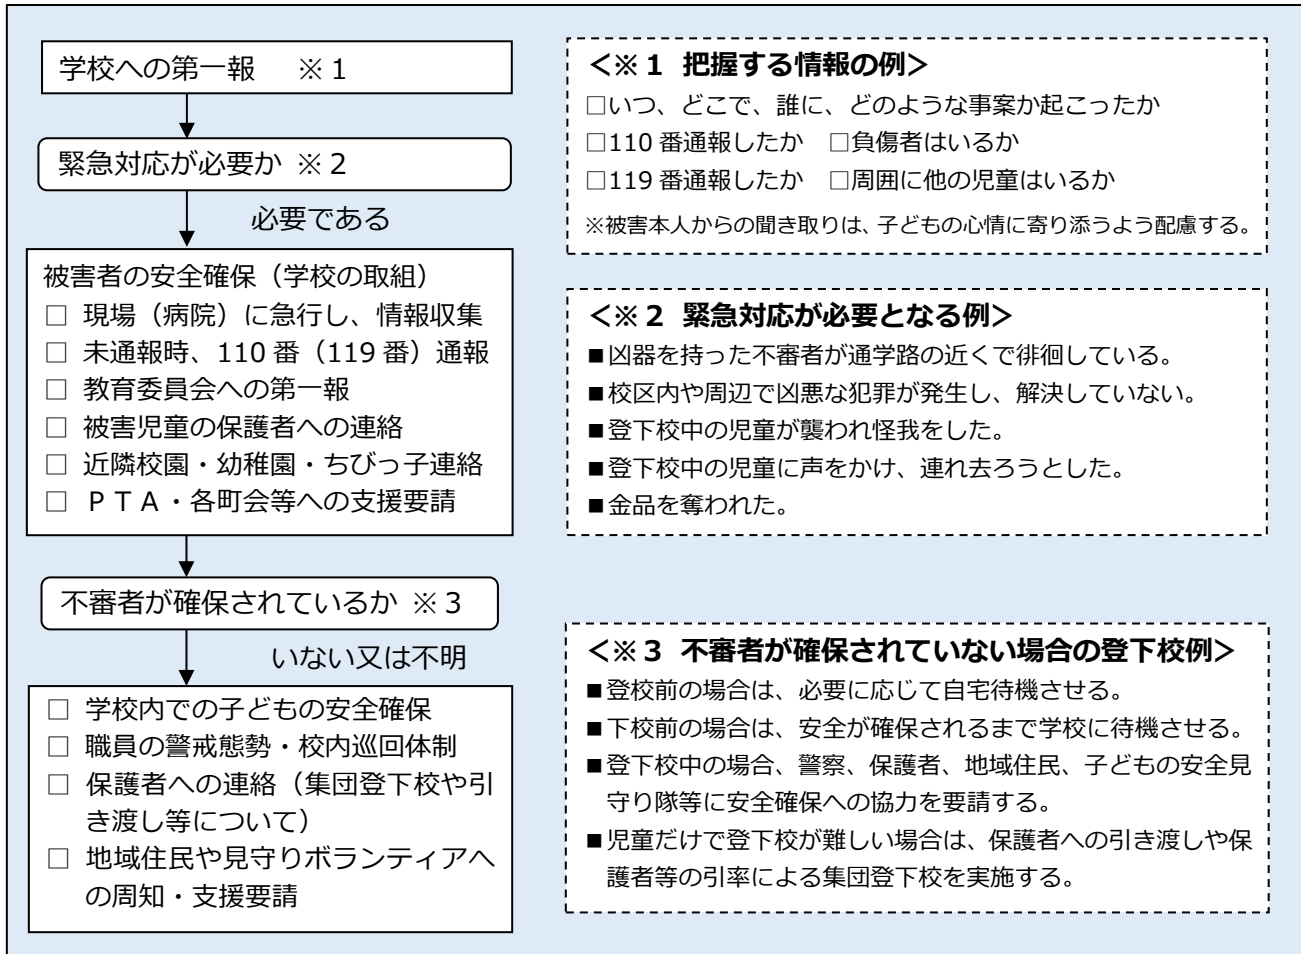 学校への第一報　※１
緊急対応が必要か ※２
必要である
被害者の安全確保（学校の取組）
□ 現場（病院）に急行し、情報収集
□ 未通報時、110 番（119 番）通報
□ 教育委員会への第一報
□ 被害児童の保護者への連絡
□ 近隣校園・幼稚園・ちびっ子連絡
□ ＰＴＡ・各町会等への支援要請
不審者が確保されているか ※３
いない又は不明
□ 学校内での子どもの安全確保
□ 職員の警戒態勢・校内巡回体制
□ 保護者への連絡（集団登下校や引
き渡し等について）
□ 地域住民や見守りボランティアへ
の周知・支援要請
＜※１ 把握する情報の例＞
□いつ、どこで、誰に、どのような事案か起こったか
□110 番通報したか　□負傷者はいるか
□119 番通報したか　□周囲に他の児童はいるか
※被害本人からの聞き取りは、子どもの心情に寄り添うよう配慮する。
＜※２ 緊急対応が必要となる例＞
■凶器を持った不審者が通学路の近くで徘徊している。
■校区内や周辺で凶悪な犯罪が発生し、解決していない。
■登下校中の児童が襲われ怪我をした。
■登下校中の児童に声をかけ、連れ去ろうとした。
■金品を奪われた。
＜※３ 不審者が確保されていない場合の登下校例＞
■登校前の場合は、必要に応じて自宅待機させる。
■下校前の場合は、安全が確保されるまで学校に待機させる。
■登下校中の場合、警察、保護者、地域住民、子どもの安全見
守り隊等に安全確保への協力を要請する。
■児童だけで登下校が難しい場合は、保護者への引き渡しや保
護者等の引率による集団登下校を実施する。